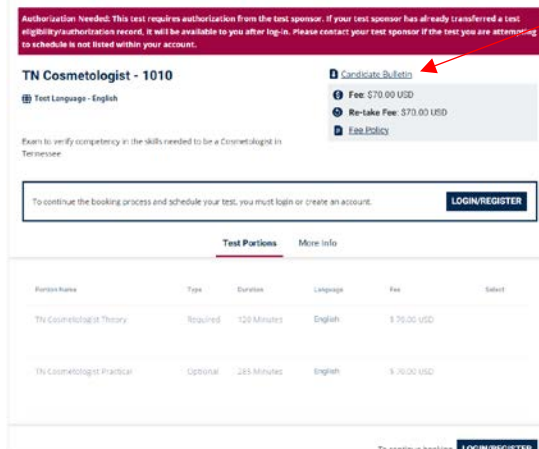 Authorization Needed: This test requires authorization from the test sponsor. If your test sponsor has already transferred a test
eligibility/authorization record, it will be available to you after log-in. Please contact your test sponsor if the test you are attempting
to schedule is not listed within your account.
TN Cosmetologist - 1010
Test Language - English
Candidate Bulletin
Fee: $70.00 USD
Re-take Fee: $70.00 USD
Fee Policy
Exam to verify competency in the skills needed to be a Cosmetologist in
Tennessee
To continue the booking process and schedule your test, you must login or create an account.
LOGIN/REGISTER
Test Portions More Info
Portion Name Type Duration Language Fee Select
TN Cosmetologist Theory Required 120 Minutes English $ 70.00 USD
TN Cosmetologist Practical Optional 285 Minutes English $ 70.00 USD
To continue booking LOGIN/REGISTER